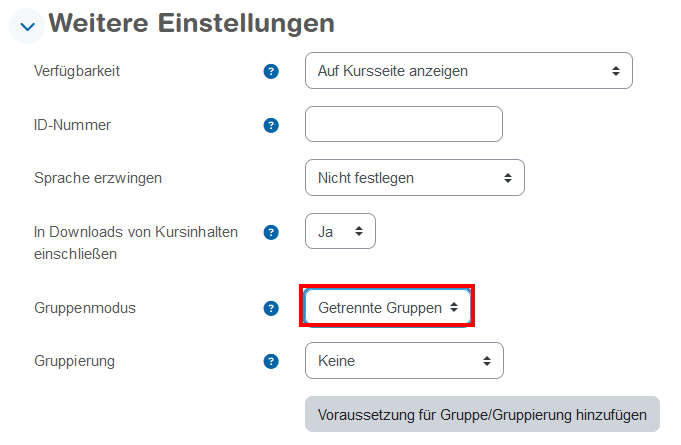 Weitere Einstellungen
Verfügbarkeit ? Auf Kursseite anzeigen
ID-Nummer ?
Sprache erzwingen Nicht festlegen
In Downloads von Kursinhalten ? Ja
einschließen
Gruppenmodus ? Getrennte Gruppen
Gruppierung ? Keine
Voraussetzung für Gruppe/Gruppierung hinzufügen